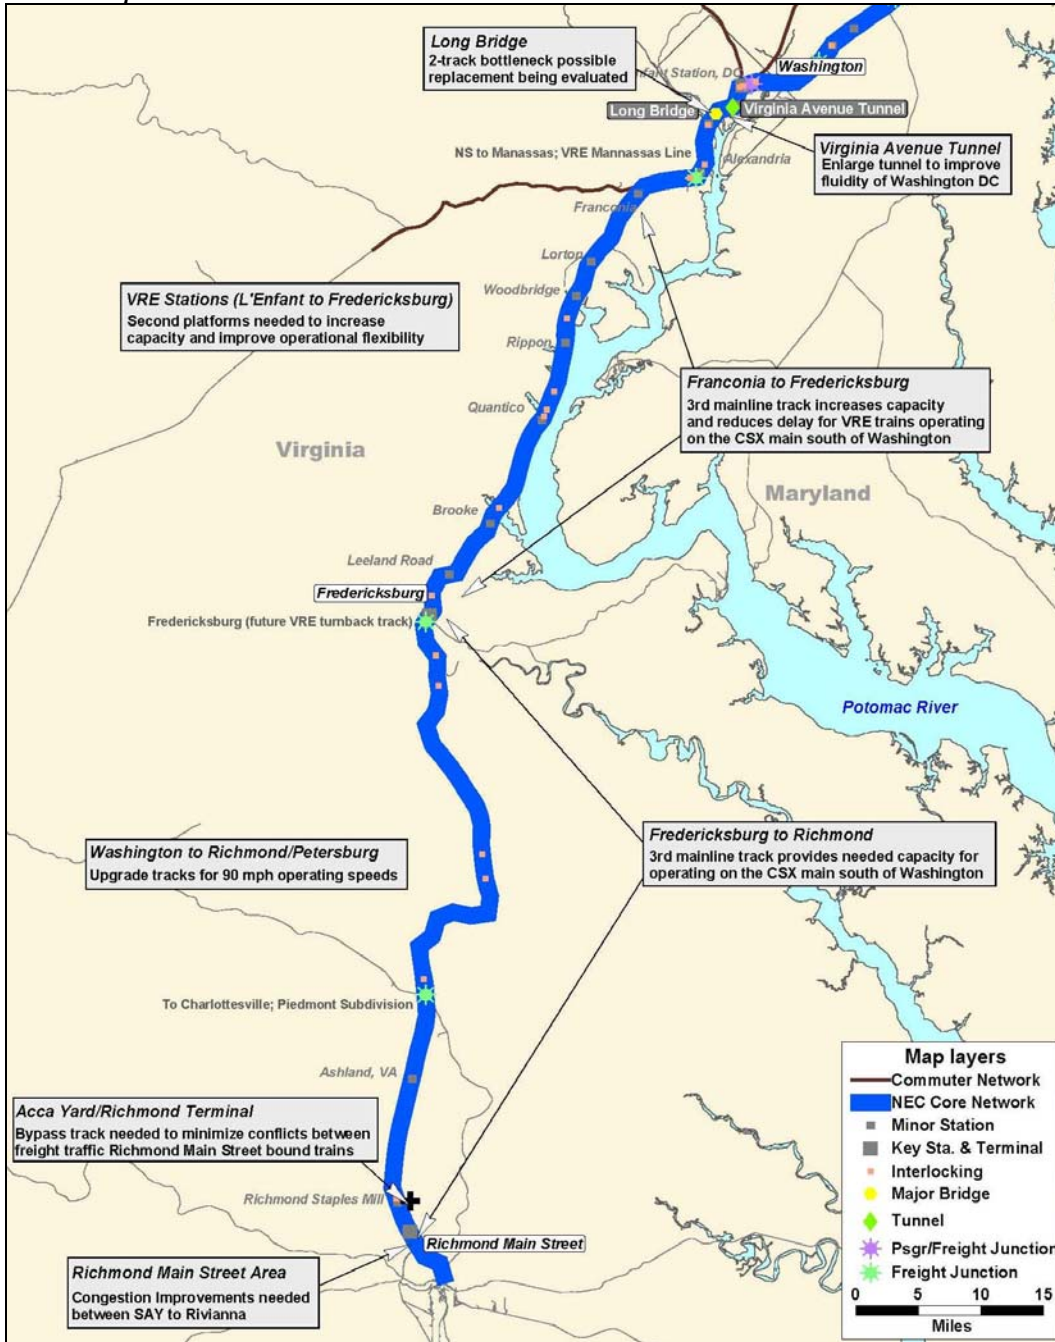 Long Bridge
2-track bottleneck possible
replacement being evaluated
Station, DC
Washington
Long Bridge
Virginia Avenue Tunnel
NS to Manassas; VRE Mannassas Line
Alexandria
Virginia Avenue Tunnel
Enlarge tunnel to improve
fluidity of Washington DC
Franconia
Lorton
VRE Stations (L'Enfant to Fredericksburg)
Second platforms needed to increase
capacity and improve operational flexibility
Woodbridge
Rippon
Franconia to Fredericksburg
3rd mainline track increases capacity
and reduces delay for VRE trains operating
on the CSX main south of Washington
Quantico
Virginia
Maryland
Brooke
Leeland Road
Fredericksburg
Fredericksburg (future VRE turnback track)
Potomac River
Fredericksburg to Richmond
3rd mainline track provides needed capacity for
operating on the CSX main south of Washington
Washington to Richmond/Petersburg
Upgrade tracks for 90 mph operating speeds
To Charlottesville; Piedmont Subdivision
Ashland, VA
Acca Yard/Richmond Terminal
Bypass track needed to minimize conflicts between
freight traffic Richmond Main Street bound trains
Richmond Staples Mill
Richmond Main Street
Richmond Main Street Area
Congestion Improvements needed
between SAY to Rivianna
Map layers
Commuter Network
NEC Core Network
Minor Station
Key Sta. & Terminal
Interlocking
Major Bridge
Tunnel
Psgr/Freight Junction
Freight Junction
0 5 10 15
Miles